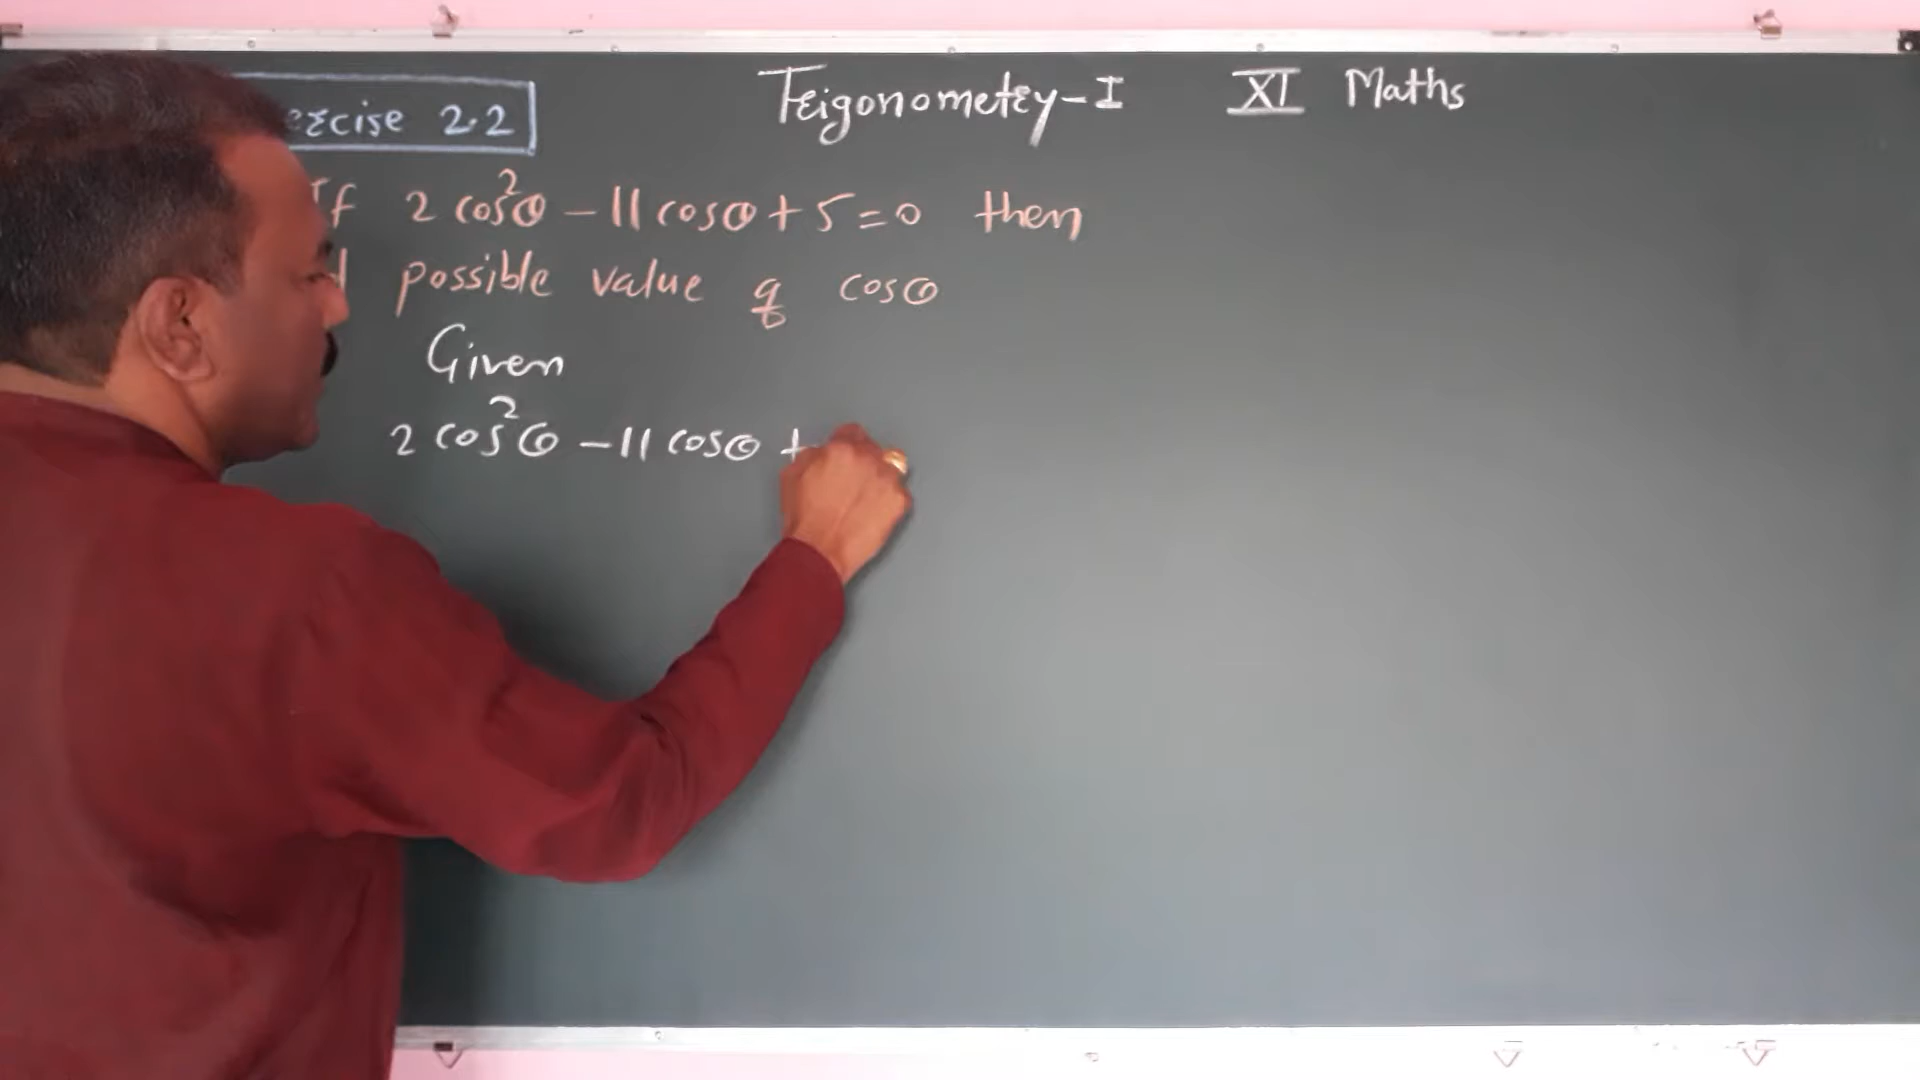 Exercise 2.2
Trigonometry-I XI Maths
If 2 cos²θ - 11 cosθ + 5 = 0 then
possible value of cosθ
Given
2 cos²θ - 11 cosθ +